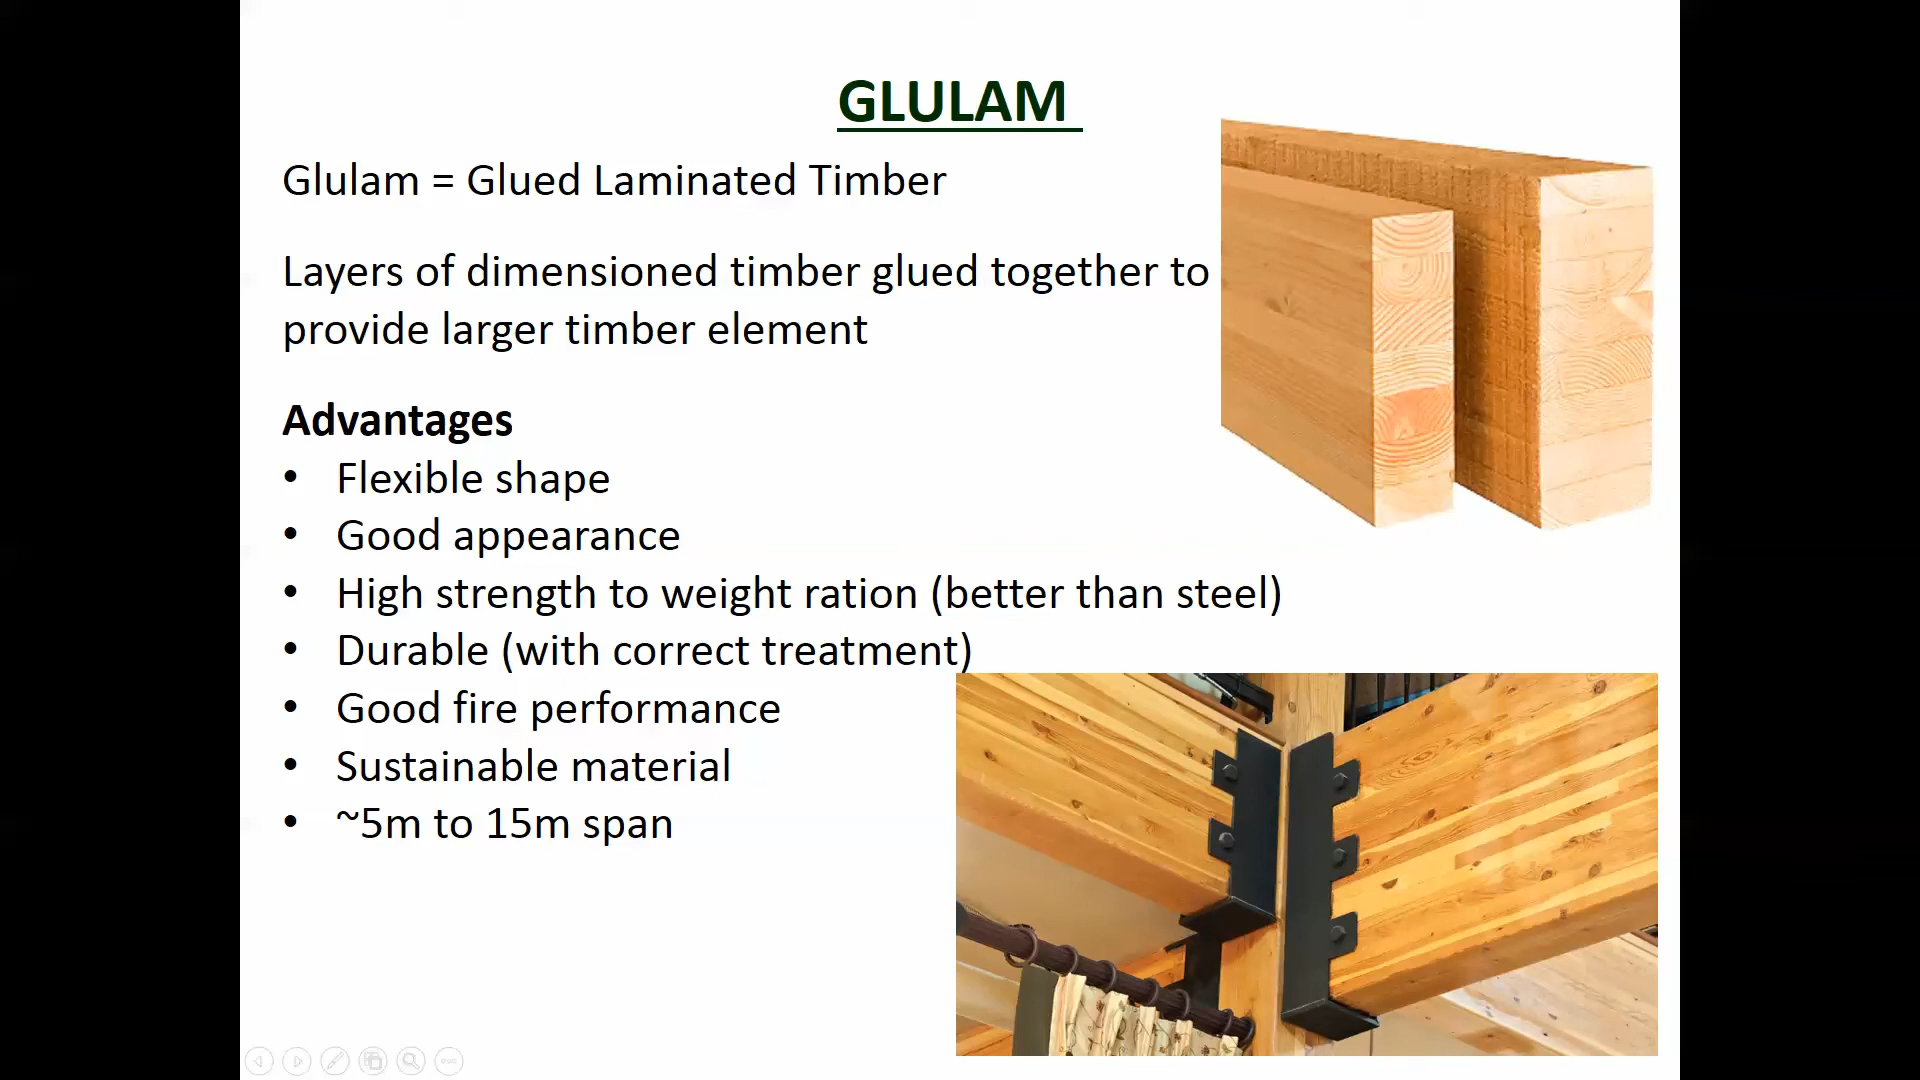 GLULAM
Glulam = Glued Laminated Timber
Layers of dimensioned timber glued together to
provide larger timber element
Advantages
• Flexible shape
• Good appearance
• High strength to weight ration (better than steel)
• Durable (with correct treatment)
• Good fire performance
• Sustainable material
• ~5m to 15m span